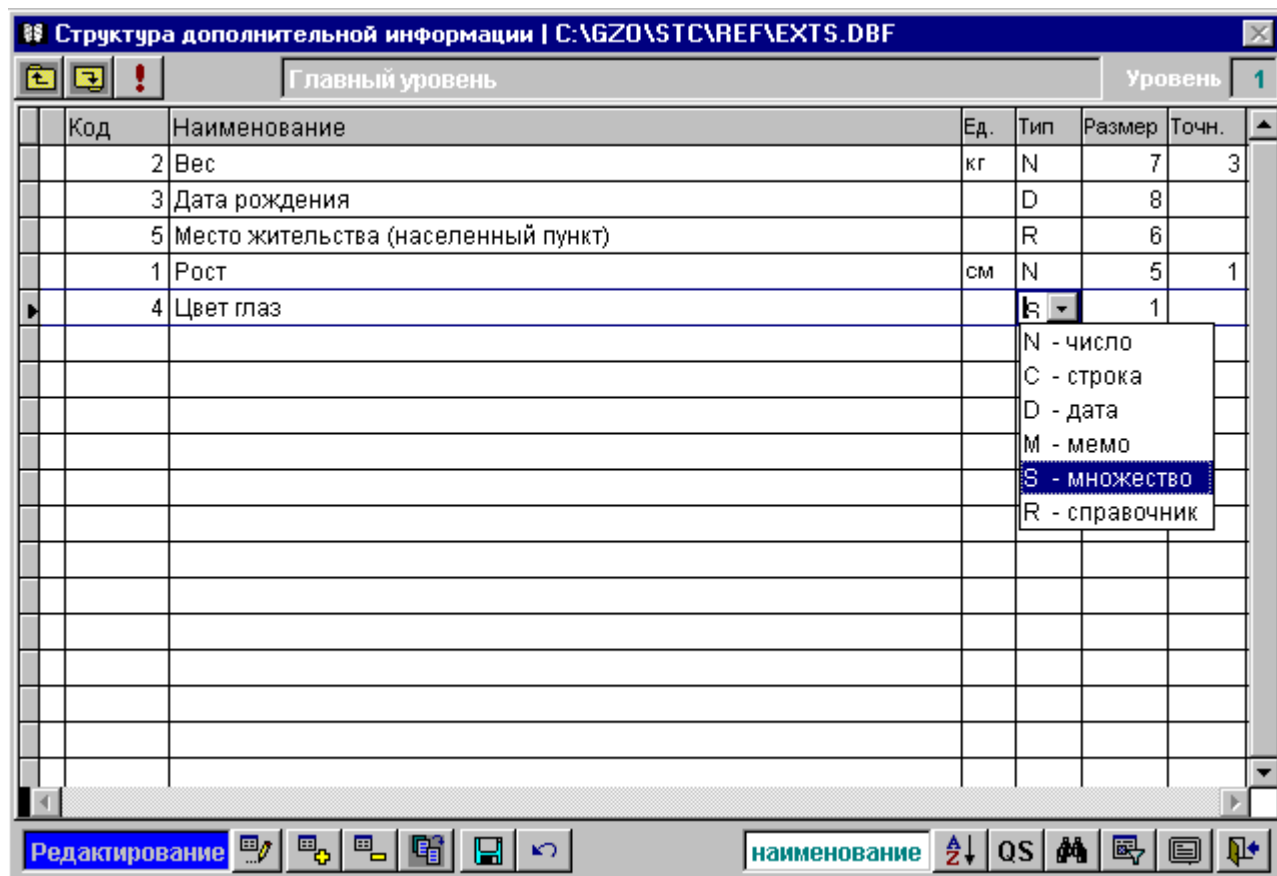 Структура дополнительной информации | C:\GZO\STC\REF\EXTS.DBF
Главный уровень Уровень 1
Код Наименование Ед. Тип Размер Точн.
2 Вес кг N 7 3
3 Дата рождения D 8
5 Место жительства (населенный пункт) R 6
1 Рост см N 5 1
4 Цвет глаз S 1
N - число
C - строка
D - дата
M - мемо
S - множество
R - справочник
Редактирование наименование QS